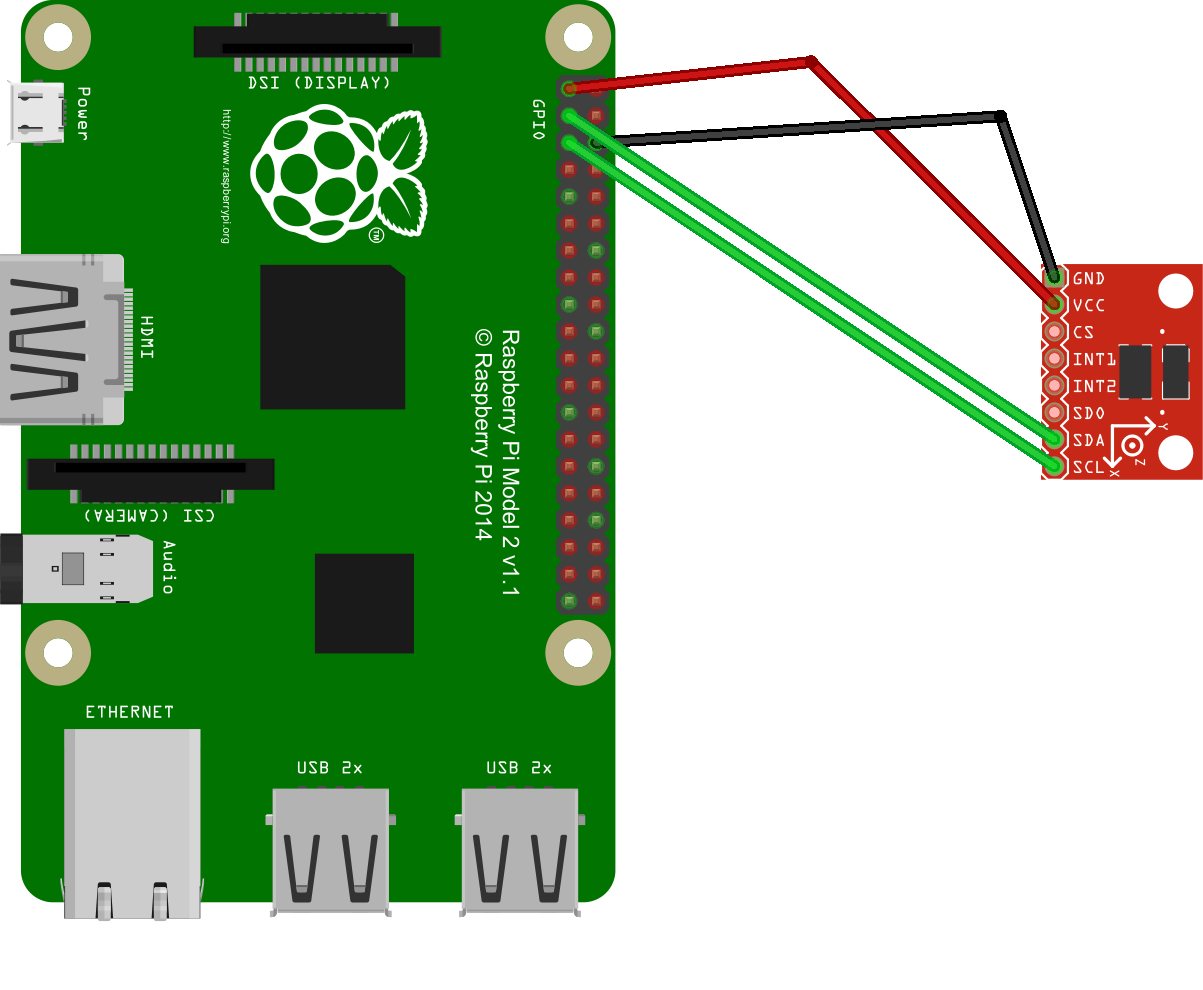 DSI (DISPLAY)
Power
GPIO
http://www.raspberrypi.org
TM
HDMI
Raspberry Pi Model 2 v1.1
© Raspberry Pi 2014
CSI (CAMERA)
Audio
ETHERNET
USB 2x
USB 2x
GND
VCC
CS
INT1
INT2
SDO
SDA
SCL
Y
Z
X